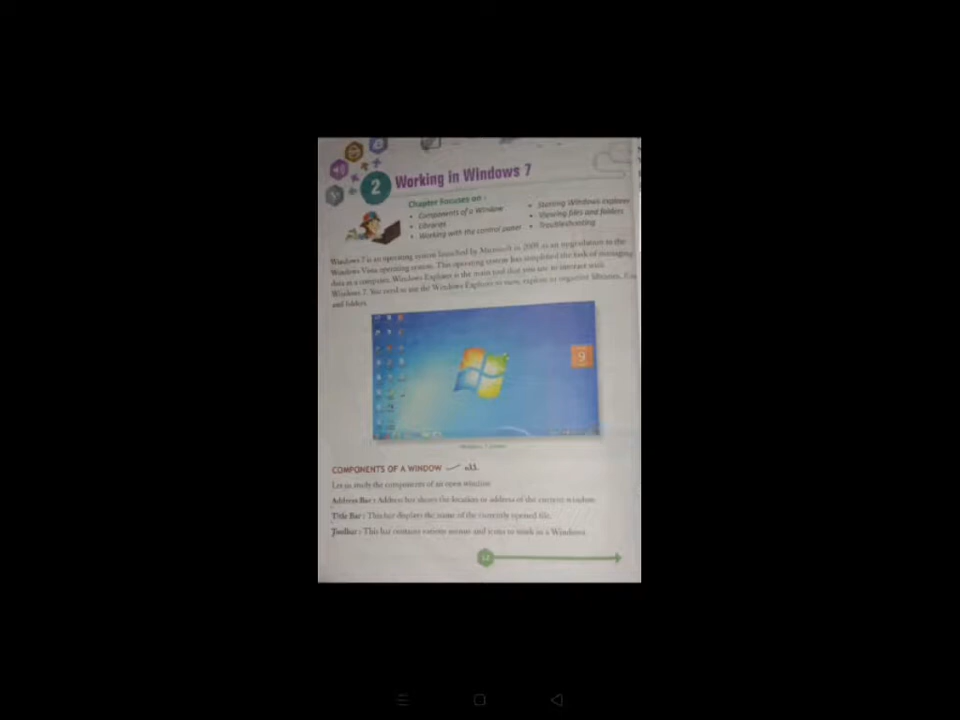 2 Working in Windows 7
Chapter Focuses on :
• Components of a Window
• Libraries
• Working with the control panel
• Starting Windows explorer
• Viewing files and folders
• Troubleshooting
Windows 7 is an operating system launched by Microsoft in 2009 as an upgradation to the
Windows Vista operating system. This operating system has simplified the task of managing
data in a computer. Windows Explorer is the main tool that you use to interact with
Windows 7. You need to use the Windows Explorer to view, explore or organise libraries,
and folders.
9
COMPONENTS OF A WINDOW
Let us study the components of an open window
Address Bar : Address bar shows the location or address of the current window.
Title Bar : This bar displays the name of the currently opened file.
Toolbar : This bar contains various menus and icons to work in a Windows